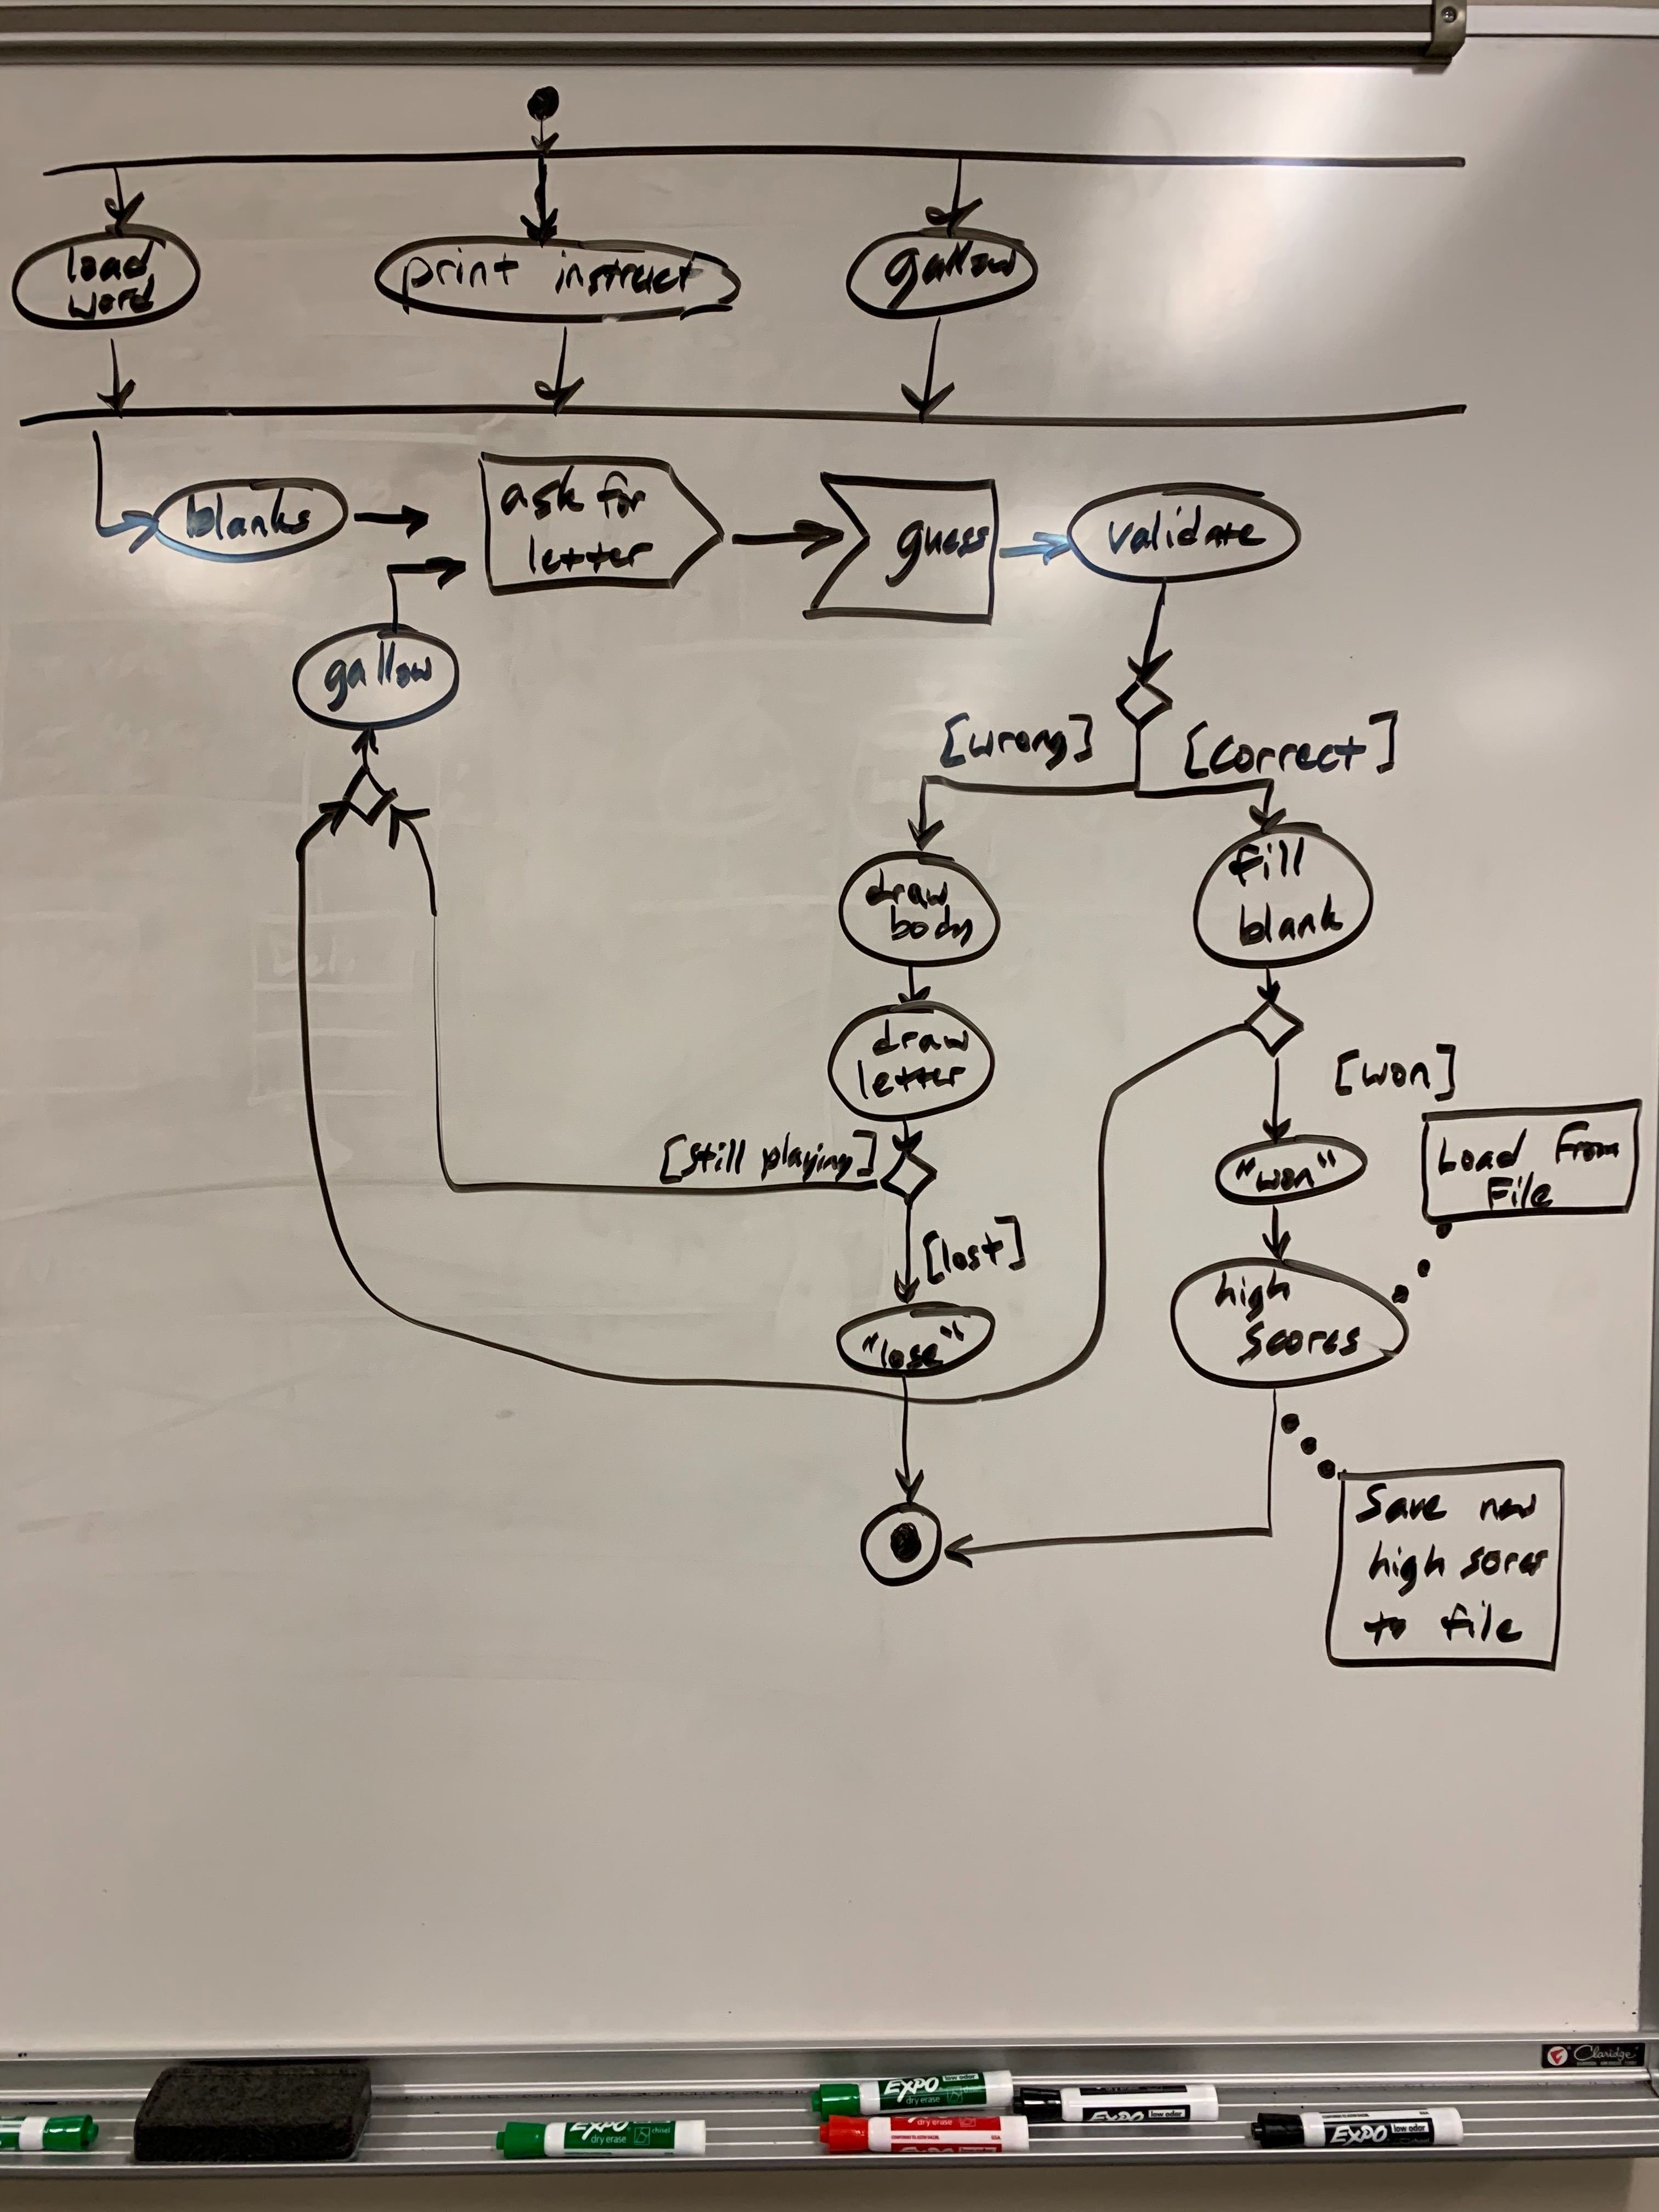 load
word
print instruct
gallow
blanks
ask for
letter
guess
validate
gallow
[wrong]
[correct]
draw
body
fill
blank
draw
letter
[won]
[still playing]
"won"
Load From
File
[lost]
high
scores
"lose"
Save new
high sores
to file
Claridge
EXPO low odor
dry erase
EXPO
dry erase chisel
dry erase
EXPO low odor
EXPO low odor